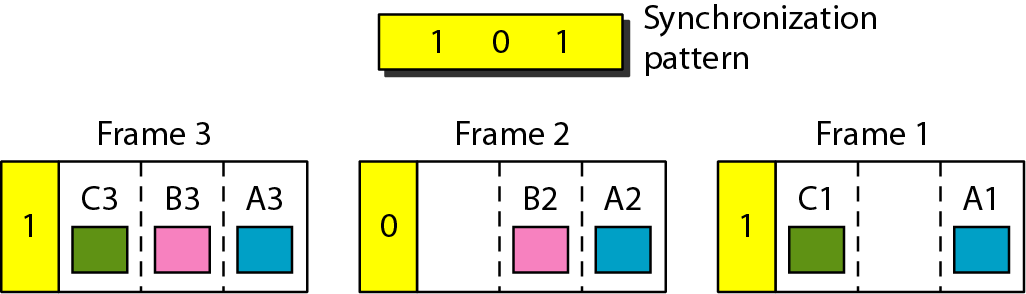 1 0 1
Synchronization
pattern
Frame 3
Frame 2
Frame 1
1
C3
B3
A3
0
B2
A2
1
C1
A1